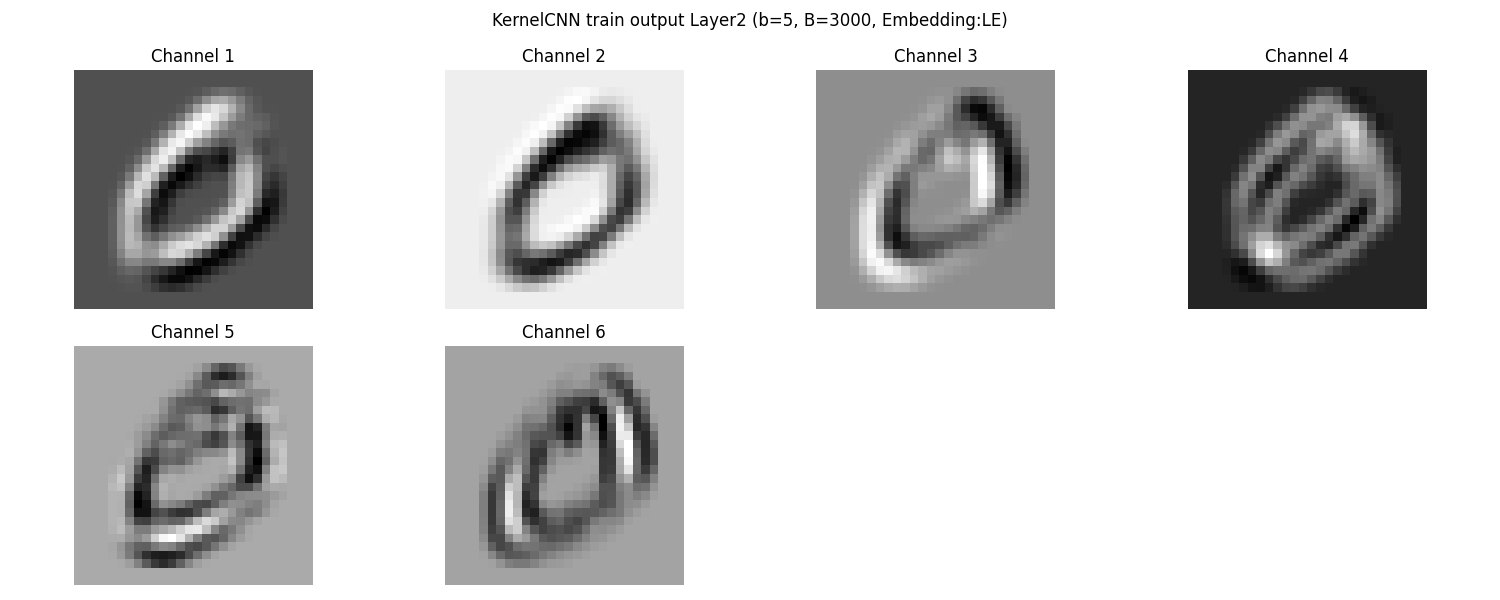 KernelCNN train output Layer2 (b=5, B=3000, Embedding:LE)
Channel 1
Channel 2
Channel 3
Channel 4
Channel 5
Channel 6